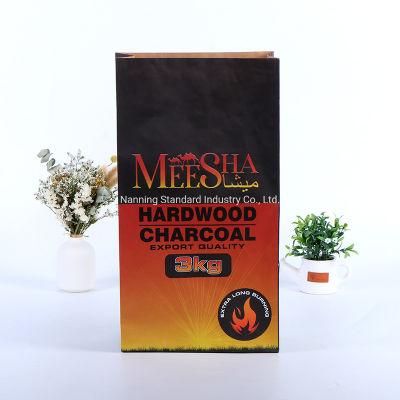 MEESHA
ميشا
Nanning Standard Industry Co., Ltd.
HARDWOOD
CHARCOAL
EXPORT QUALITY
3kg
EXTRA LONG BURNING